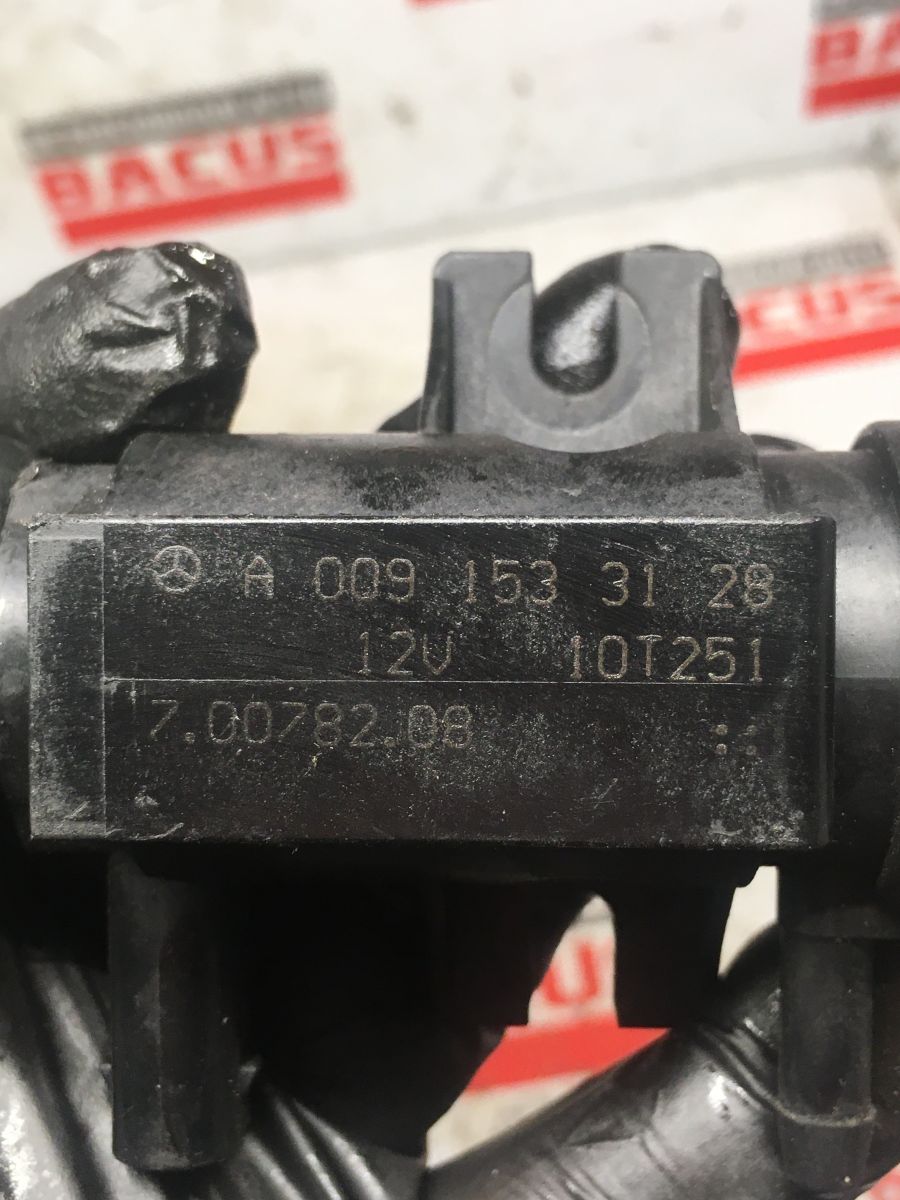 BACUS
BACUS
A 009 153 31 28
12V 10T251
7.00782.08